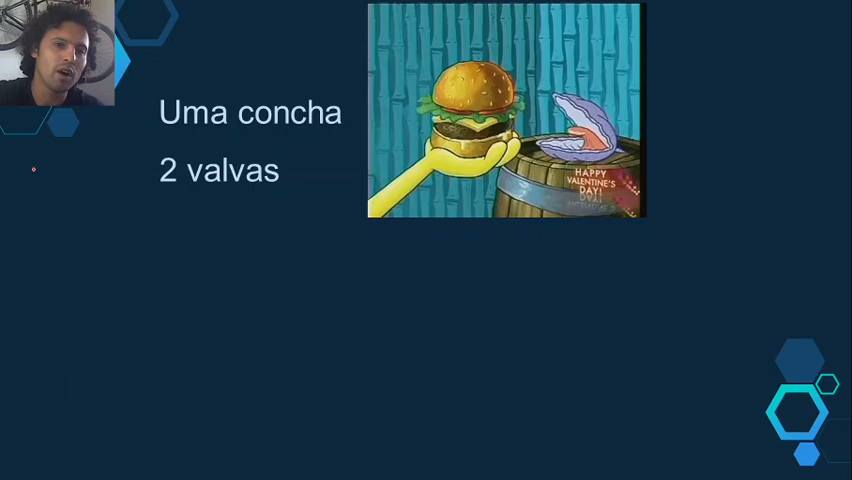 Uma concha
2 valvas
HAPPY
VALENTINE'S
DAY!